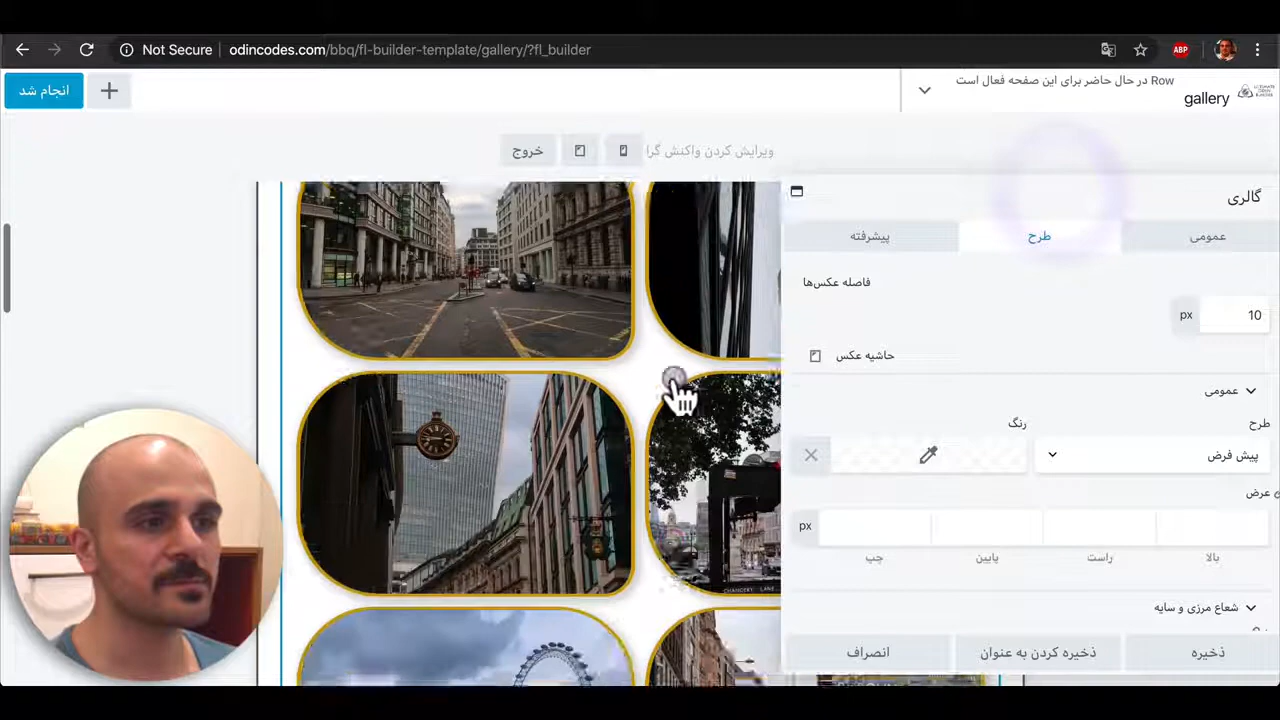 Not Secure
odincodes.com/bbq/fl-builder-template/gallery/?fl_builder
ABP
Row در حال حاضر برای این صفحه فعال است
gallery
انجام شد
ویرایش کردن واکنش گرا
خروج
گالری
عمومی
طرح
پیشرفته
فاصله عکس‌ها
10
px
حاشیه عکس
عمومی
طرح
رنگ
پیش فرض
عرض
px
بالا
راست
پایین
چپ
شعاع مرزی و سایه
ذخیره
ذخیره کردن به عنوان
انصراف